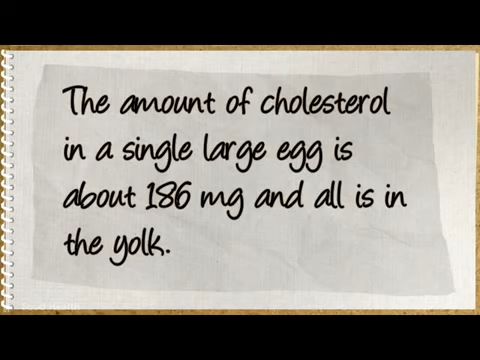 The amount of cholesterol
in a single large egg is
about 186 mg and all is in
the yolk.